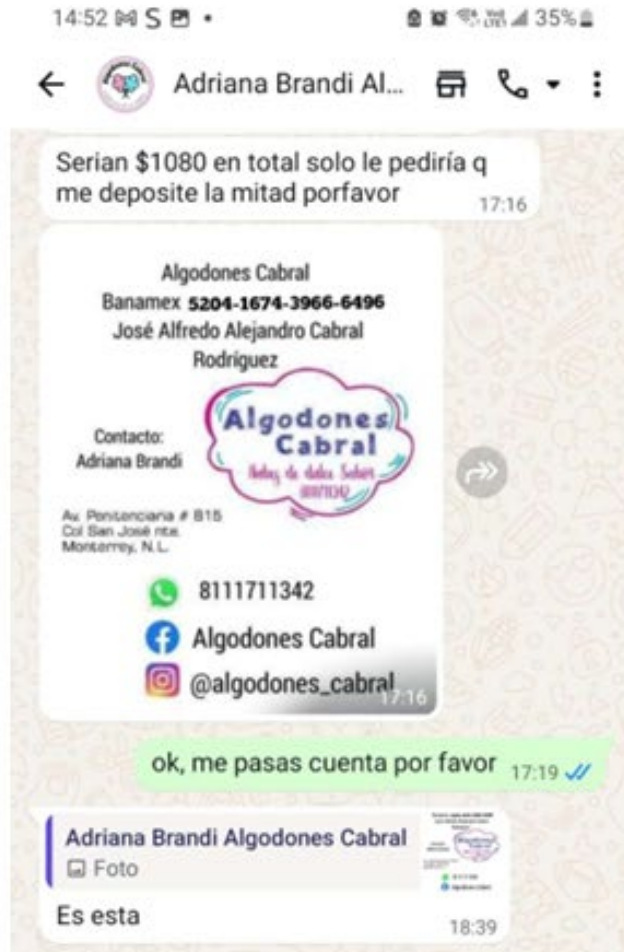 14:52
35%
Adriana Brandi Al...
Serian $1080 en total solo le pediría q
me deposite la mitad porfavor
17:16
Algodones Cabral
Banamex 5204-1674-3966-6496
José Alfredo Alejandro Cabral
Rodríguez
Algodones
Cabral
Contacto:
Adriana Brandi
Av. Penitenciaria # 815
Col San José nte.
Monterrey, N.L.
8111711342
Algodones Cabral
@algodones_cabral
17:16
ok, me pasas cuenta por favor
17:19
Adriana Brandi Algodones Cabral
Foto
Es esta
18:39